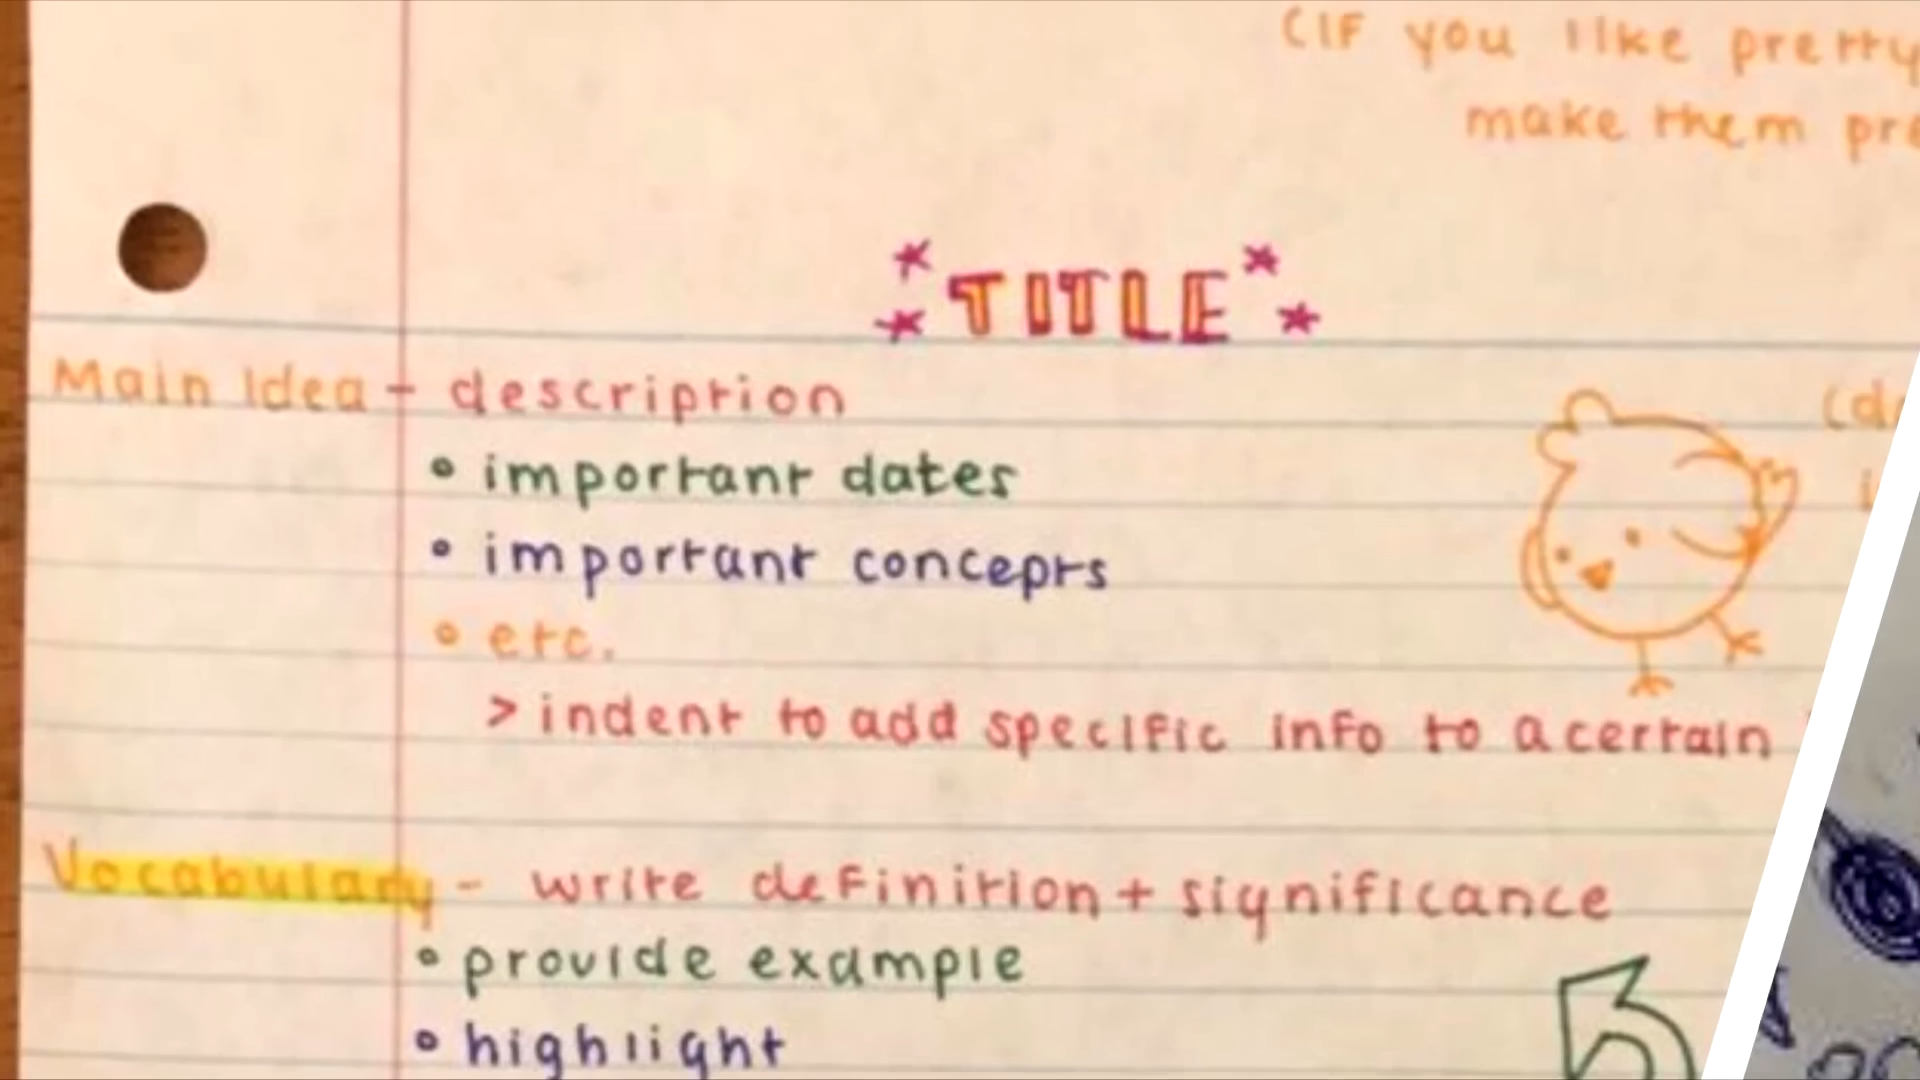 (IF you like pretty
make them
* TITLE *
* *
Main Idea - description
• important dates
• important concepts
• etc.
> indent to add specific info to a certain
Vocabulary - write definition + significance
• provide example
• highlight